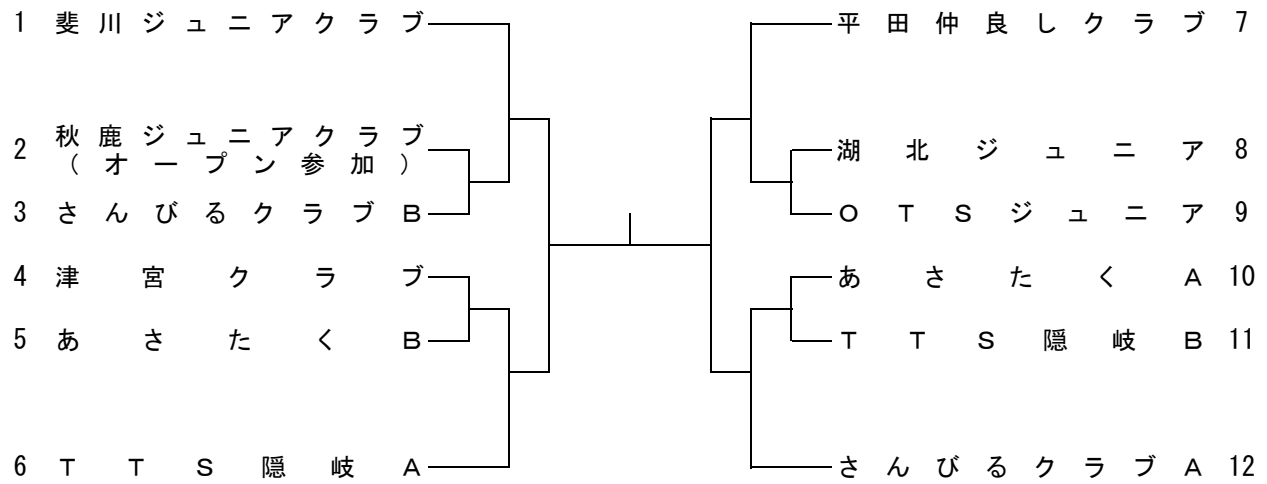 1 斐川ジュニアクラブ
2 秋鹿ジュニアクラブ
（オープン参加）
3 さんびるクラブB
4 津宮クラブ
5 あさたくB
6 TTS隠岐A
平田仲良しクラブ 7
湖北ジュニア 8
OTSジュニア 9
あさたくA 10
TTS隠岐B 11
さんびるクラブA 12